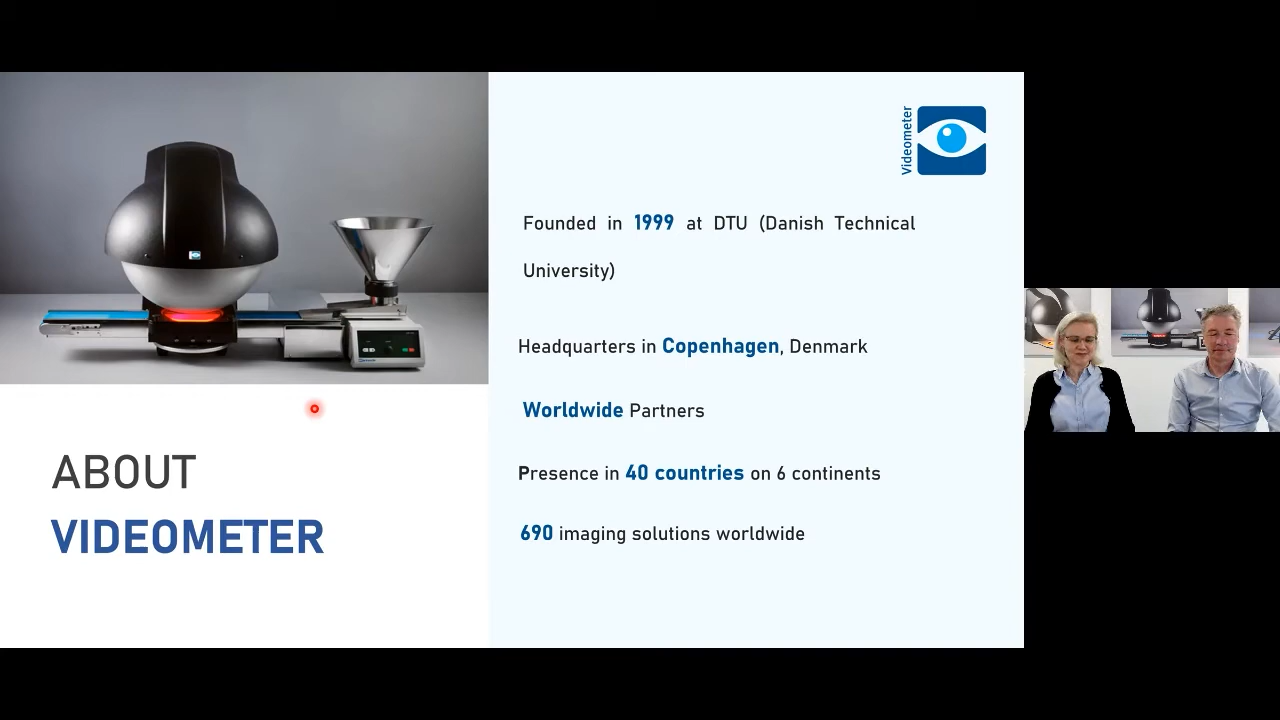 Videometer
Founded in 1999 at DTU (Danish Technical
University)
Headquarters in Copenhagen, Denmark
Worldwide Partners
Presence in 40 countries on 6 continents
690 imaging solutions worldwide
ABOUT
VIDEOMETER